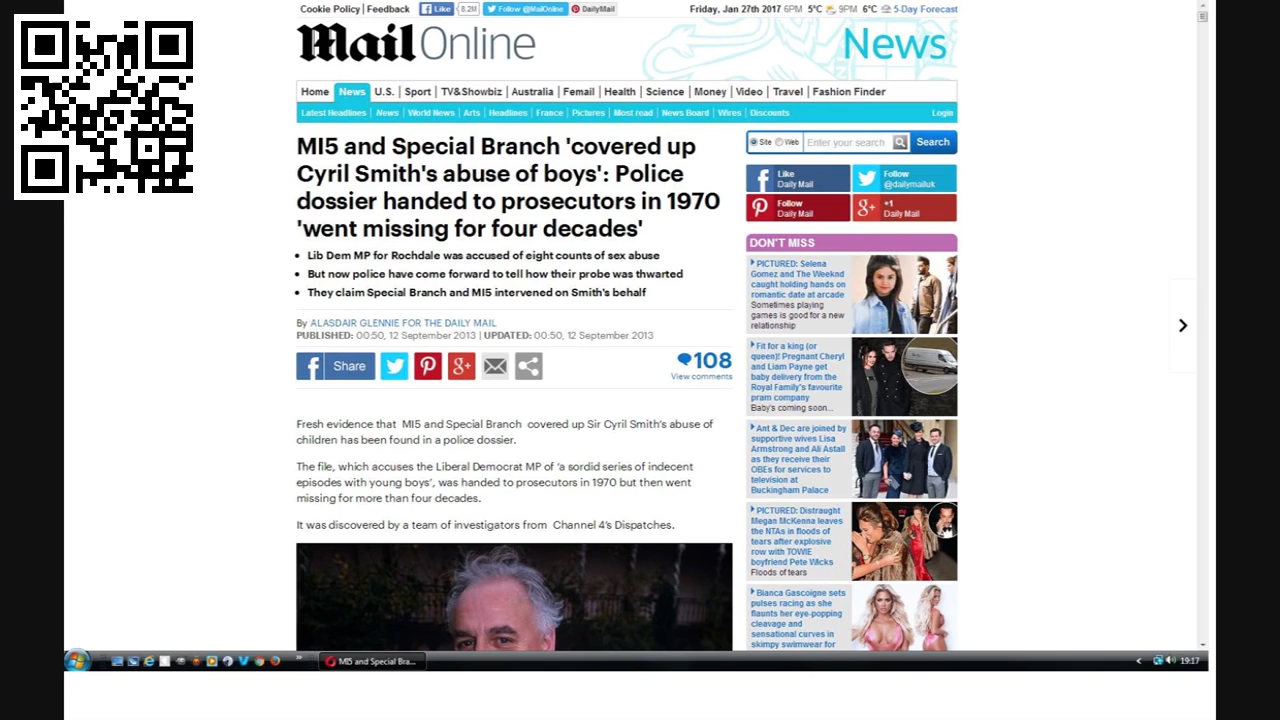 Cookie Policy | Feedback
Like 8.2M
Follow @MailOnline
DailyMail
Friday, Jan 27th 2017 6PM 5°C 9PM 6°C 5-Day Forecast
Mail Online
News
Home News U.S. Sport TV&Showbiz Australia Femail Health Science Money Video Travel Fashion Finder
Latest Headlines News World News Arts Headlines France Pictures Most read News Board Wires Discounts Login
MI5 and Special Branch 'covered up
Cyril Smith's abuse of boys': Police
dossier handed to prosecutors in 1970
'went missing for four decades'
Lib Dem MP for Rochdale was accused of eight counts of sex abuse
But now police have come forward to tell how their probe was thwarted
They claim Special Branch and MI5 intervened on Smith's behalf
By ALASDAIR GLENNIE FOR THE DAILY MAIL
PUBLISHED: 00:50, 12 September 2013 | UPDATED: 00:50, 12 September 2013
Share
108
View comments
Fresh evidence that MI5 and Special Branch covered up Sir Cyril Smith's abuse of
children has been found in a police dossier.
The file, which accuses the Liberal Democrat MP of 'a sordid series of indecent
episodes with young boys', was handed to prosecutors in 1970 but then went
missing for more than four decades.
It was discovered by a team of investigators from Channel 4's Dispatches.
Site Web Enter your search Search
Like
Daily Mail
Follow
@dailymailuk
Follow
Daily Mail
+1
Daily Mail
DON'T MISS
PICTURED: Selena
Gomez and The Weeknd
caught holding hands on
romantic date at arcade
Sometimes playing
games is good for a new
relationship
Fit for a king (or
queen)! Pregnant Cheryl
and Liam Payne get
baby delivery from the
Royal Family's favourite
pram company
Baby's coming soon...
Ant & Dec are joined by
supportive wives Lisa
Armstrong and Ali Astall
as they receive their
OBEs for services to
television at
Buckingham Palace
PICTURED: Distraught
Megan McKenna leaves
the NTAs in floods of
tears after explosive
row with TOWIE
boyfriend Pete Wicks
Floods of tears
Bianca Gascoigne sets
pulses racing as she
flaunts her eye-popping
cleavage and
sensational curves in
skimpy swimwear for
MI5 and Special Bra...
19:17